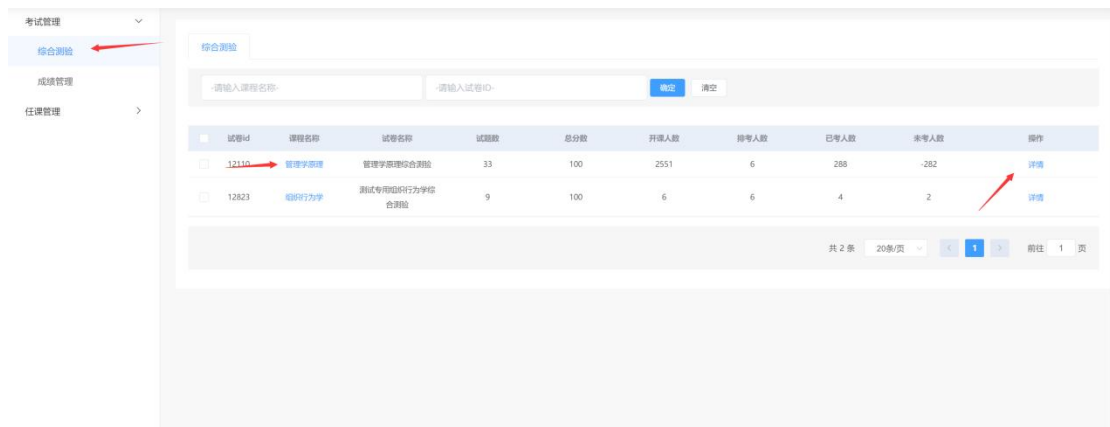 考试管理
综合测验
成绩管理
任课管理
综合测验
-请输入课程名称- -请输入试卷ID- 确定 清空
试卷id 课程名称 试卷名称 试题数 总分数 开课人数 排考人数 已考人数 未考人数 操作
12110 管理学原理 管理学原理综合测验 33 100 2551 6 288 -282 详情
12823 组织行为学 测试专用组织行为学综合测验 9 100 6 6 4 2 详情
共 2 条 20条/页 1 前往 1 页